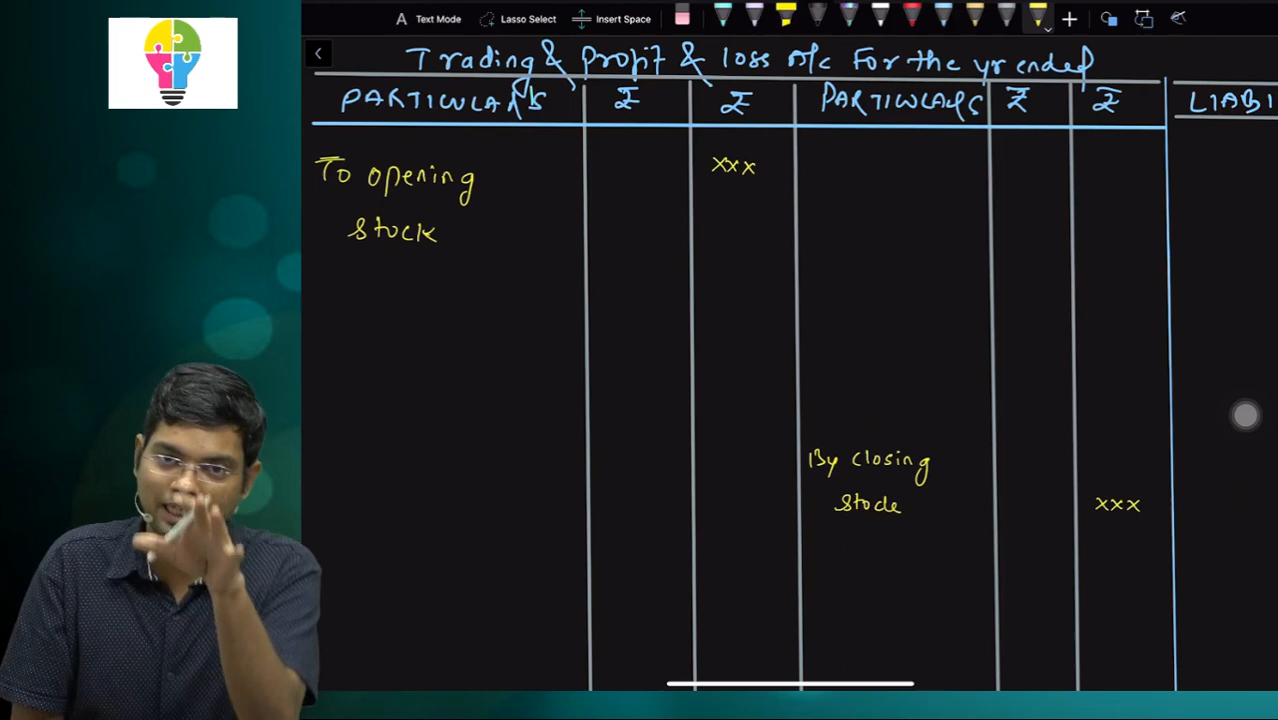 Text Mode
Lasso Select
Insert Space
Trading & Profit & loss A/c For the yr ended
PARTICULARS ₹ ₹ PARTICULARS ₹ ₹ LIABI
To opening xxx
stock
By closing
stock xxx